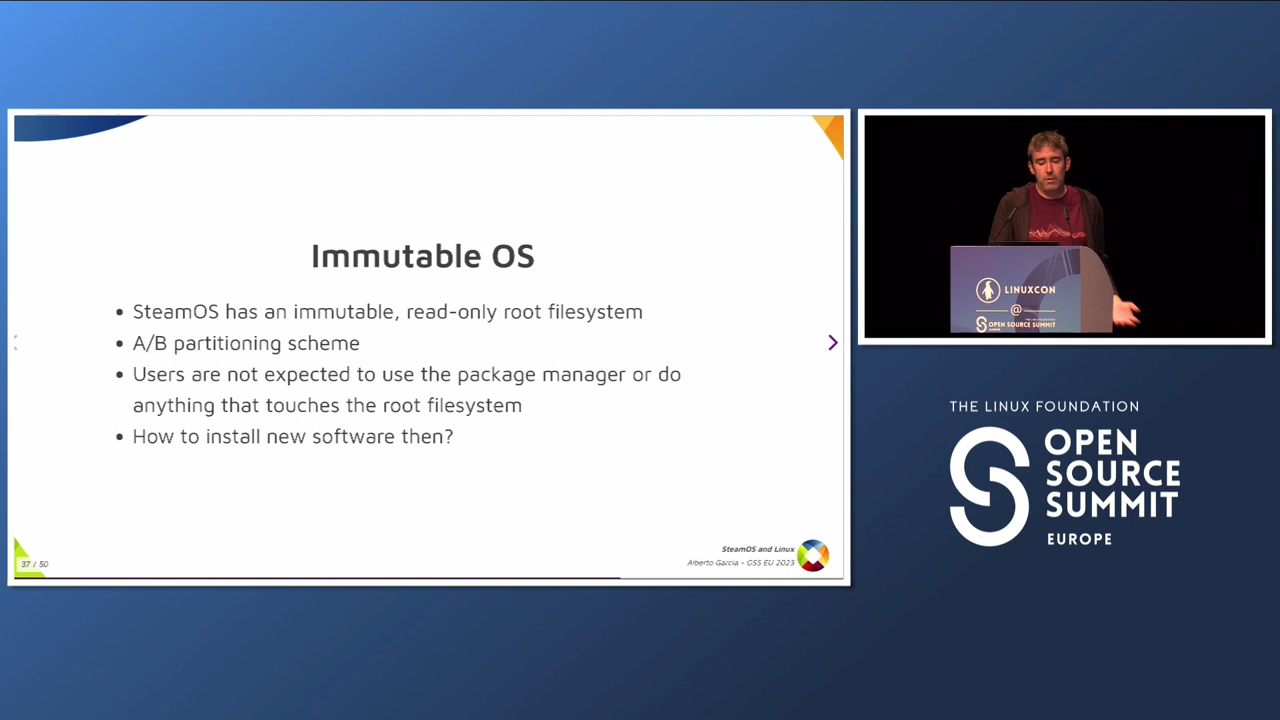 Immutable OS
SteamOS has an immutable, read-only root filesystem
A/B partitioning scheme
Users are not expected to use the package manager or do
anything that touches the root filesystem
How to install new software then?
37 / 50
SteamOS and Linux
Alberto Garcia - OSS EU 2023
LINUXCON
@
OPEN SOURCE SUMMIT
THE LINUX FOUNDATION
OPEN
SOURCE
SUMMIT
EUROPE